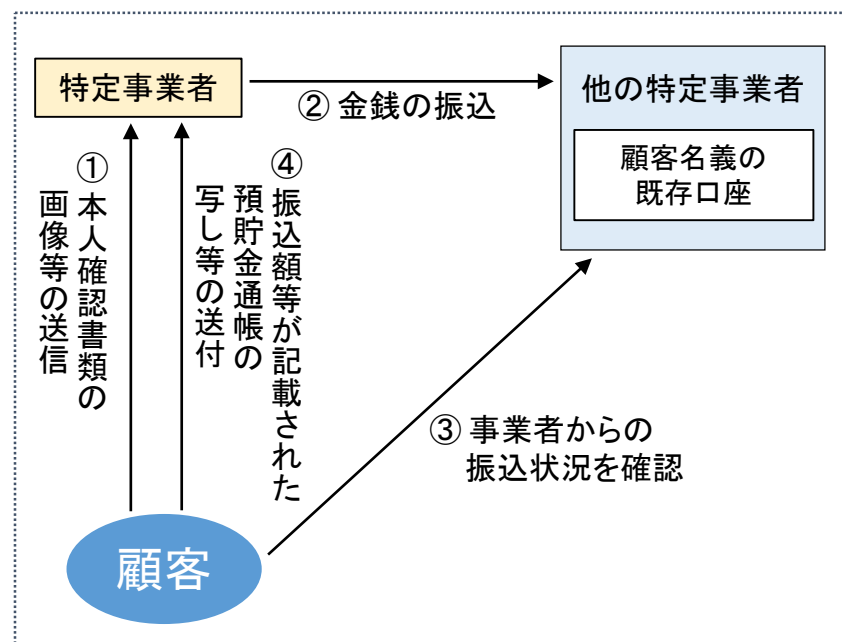 特定事業者
② 金銭の振込
他の特定事業者
顧客名義の
既存口座
①本人確認書類の
画像等の送信
④振込額等が記載された
預貯金通帳の
写し等の送付
③ 事業者からの
振込状況を確認
顧客